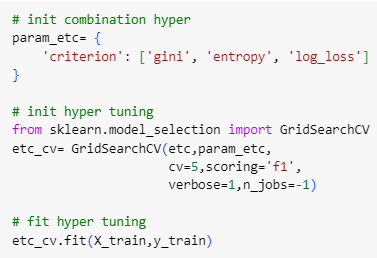 # init combination hyper
param_etc= {
    'criterion': ['gini', 'entropy', 'log_loss']
}
# init hyper tuning
from sklearn.model_selection import GridSearchCV
etc_cv= GridSearchCV(etc,param_etc,
                     cv=5,scoring='f1',
                     verbose=1,n_jobs=-1)
# fit hyper tuning
etc_cv.fit(X_train,y_train)